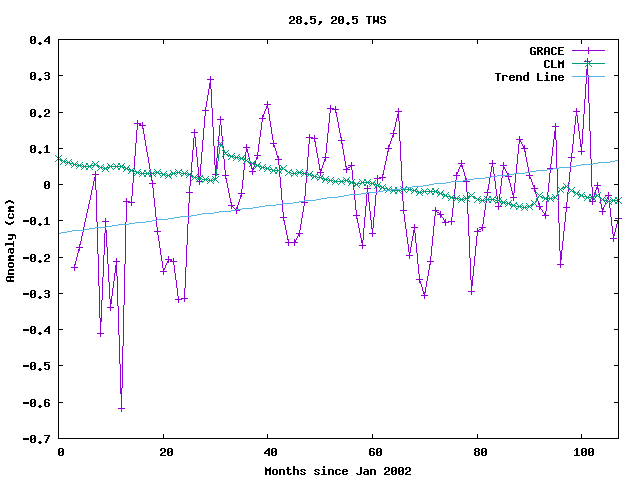 28.5, 20.5 TWS
GRACE
CLM
Trend Line
0.4
0.3
0.2
0.1
0
-0.1
-0.2
-0.3
-0.4
-0.5
-0.6
-0.7
Anomaly (cm)
0 20 40 60 80 100
Months since Jan 2002